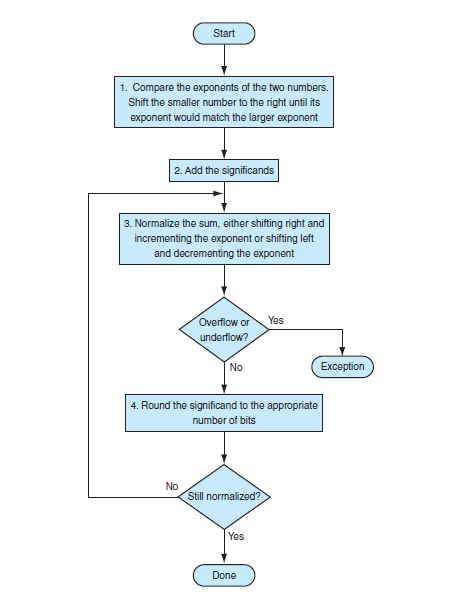 Start
1. Compare the exponents of the two numbers.
Shift the smaller number to the right until its
exponent would match the larger exponent
2. Add the significands
3. Normalize the sum, either shifting right and
incrementing the exponent or shifting left
and decrementing the exponent
Overflow or
underflow?
Yes
Exception
No
4. Round the significand to the appropriate
number of bits
No
Still normalized?
Yes
Done